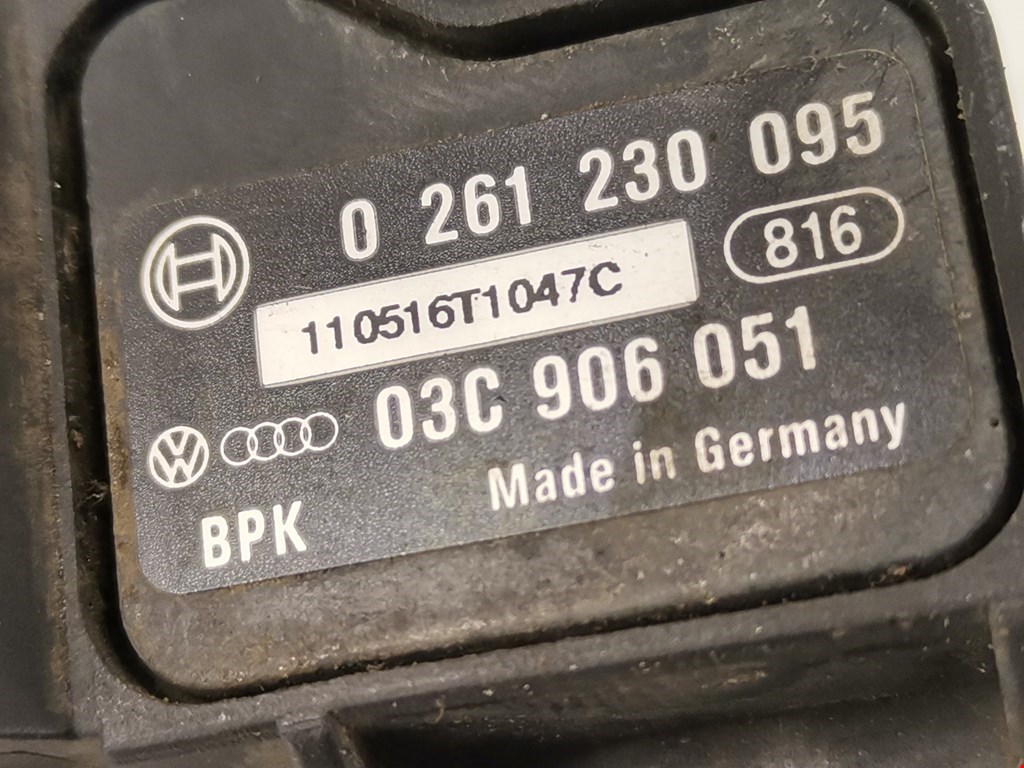 0 261 230 095
110516T1047C
816
03C 906 051
Made in Germany
BPK